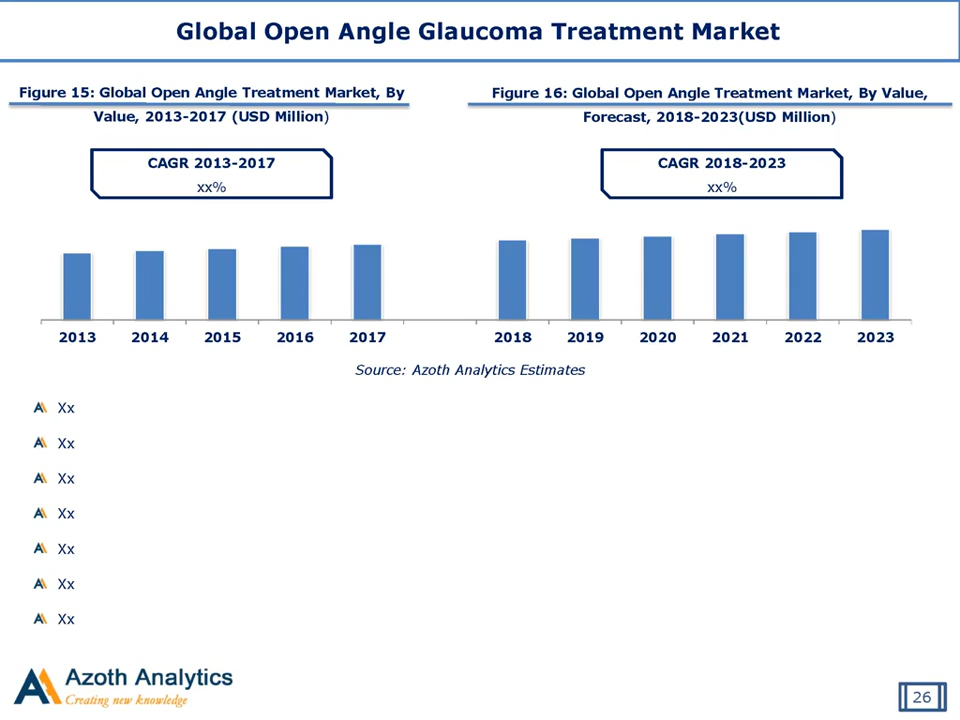 Global Open Angle Glaucoma Treatment Market
Figure 15: Global Open Angle Treatment Market, By
Value, 2013-2017 (USD Million)
Figure 16: Global Open Angle Treatment Market, By Value,
Forecast, 2018-2023(USD Million)
CAGR 2013-2017
xx%
CAGR 2018-2023
xx%
2013 2014 2015 2016 2017 2018 2019 2020 2021 2022 2023
Source: Azoth Analytics Estimates
Xx
Xx
Xx
Xx
Xx
Xx
Xx
Azoth Analytics
Creating new knowledge
26